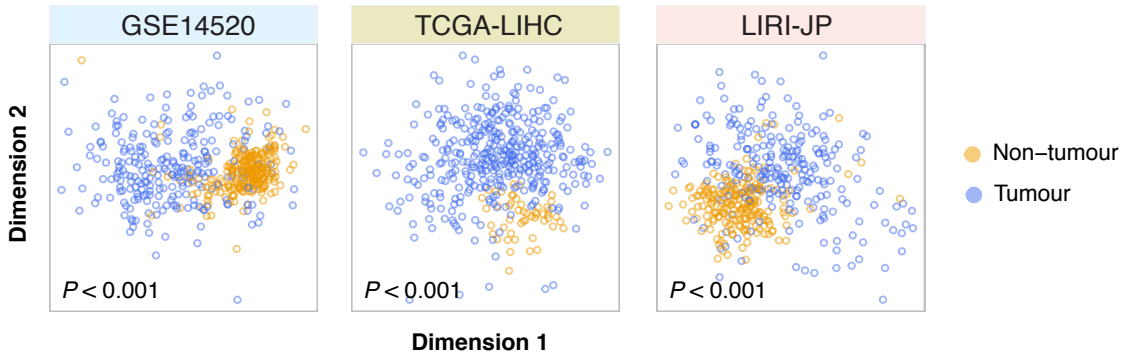 GSE14520
TCGA-LIHC
LIRI-JP
Dimension 2
Non−tumour
Tumour
P < 0.001
P < 0.001
P < 0.001
Dimension 1